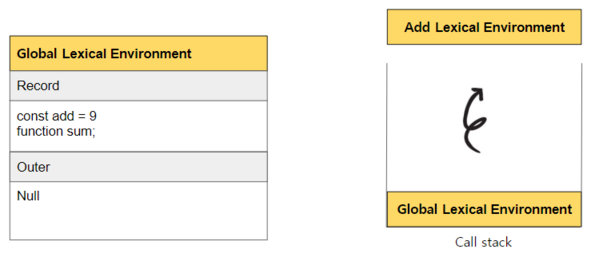 Global Lexical Environment
Record
const add = 9
function sum;
Outer
Null
Add Lexical Environment
Global Lexical Environment
Call stack